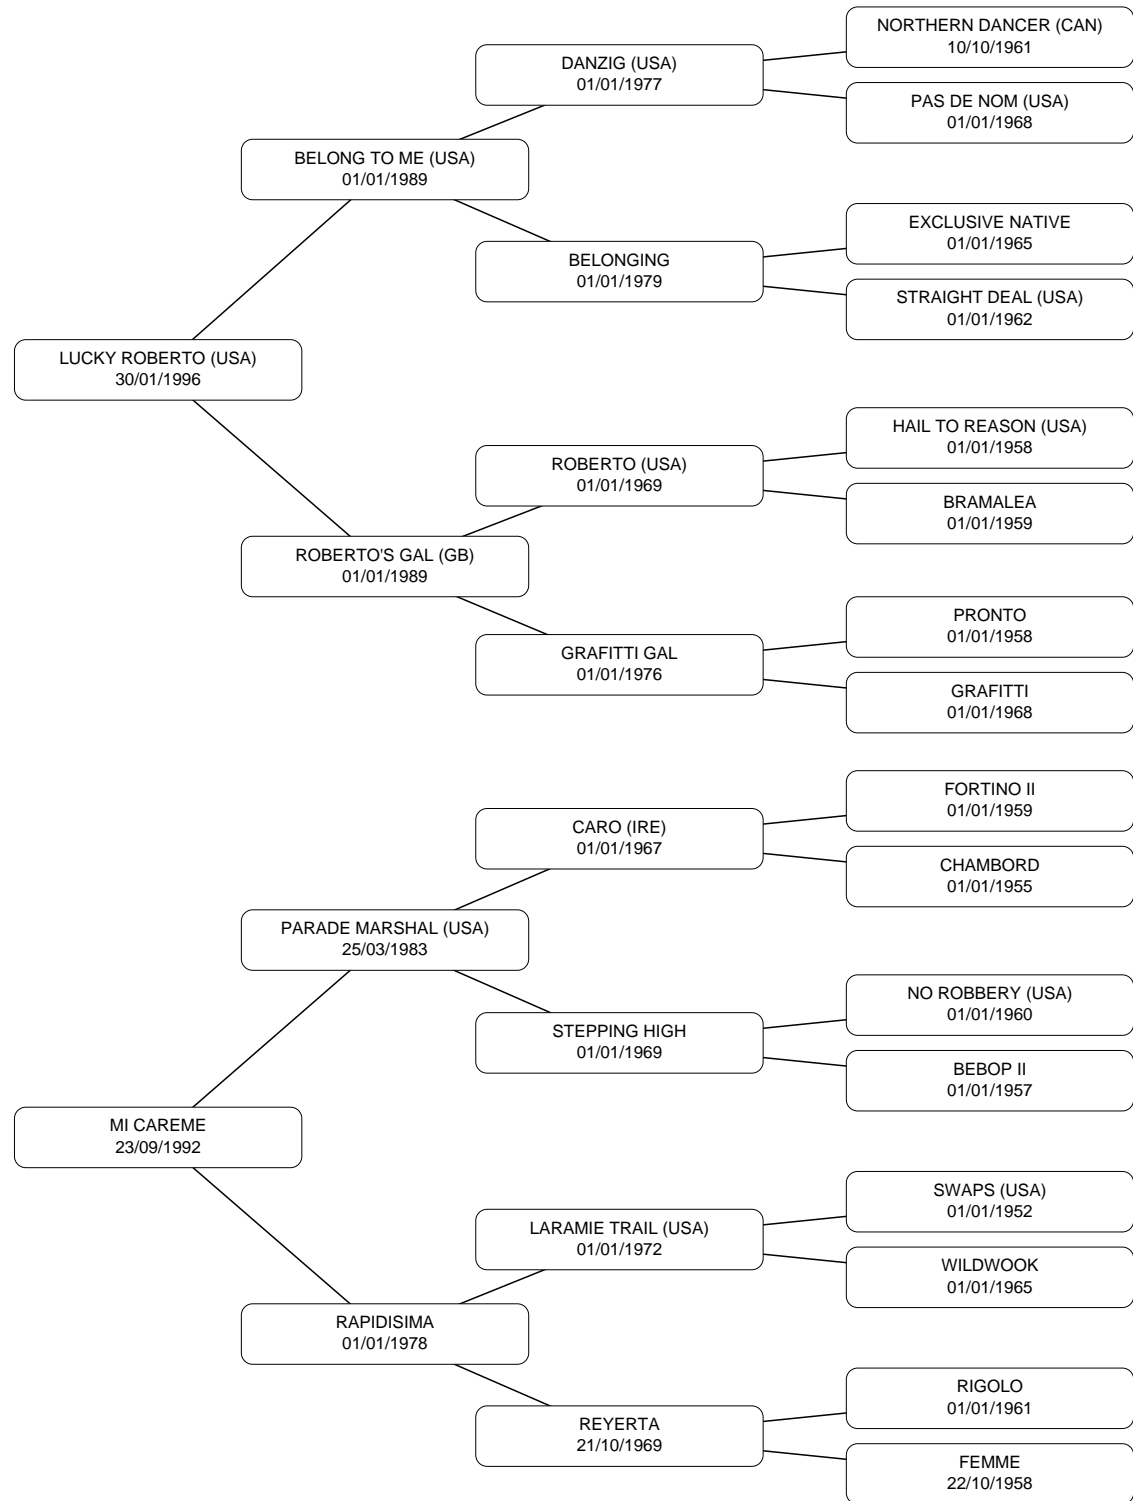 NORTHERN DANCER (CAN)
10/10/1961
DANZIG (USA)
01/01/1977
PAS DE NOM (USA)
01/01/1968
BELONG TO ME (USA)
01/01/1989
EXCLUSIVE NATIVE
01/01/1965
BELONGING
01/01/1979
STRAIGHT DEAL (USA)
01/01/1962
LUCKY ROBERTO (USA)
30/01/1996
HAIL TO REASON (USA)
01/01/1958
ROBERTO (USA)
01/01/1969
BRAMALEA
01/01/1959
ROBERTO'S GAL (GB)
01/01/1989
PRONTO
01/01/1958
GRAFITTI GAL
01/01/1976
GRAFITTI
01/01/1968
FORTINO II
01/01/1959
CARO (IRE)
01/01/1967
CHAMBORD
01/01/1955
PARADE MARSHAL (USA)
25/03/1983
NO ROBBERY (USA)
01/01/1960
STEPPING HIGH
01/01/1969
BEBOP II
01/01/1957
MI CAREME
23/09/1992
SWAPS (USA)
01/01/1952
LARAMIE TRAIL (USA)
01/01/1972
WILDWOOK
01/01/1965
RAPIDISIMA
01/01/1978
RIGOLO
01/01/1961
REYERTA
21/10/1969
FEMME
22/10/1958